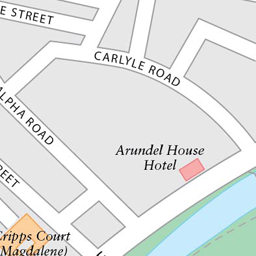 E STREET
CARLYLE ROAD
ALPHA ROAD
Arundel House
Hotel
REET
Cripps Court
(Magdalene)